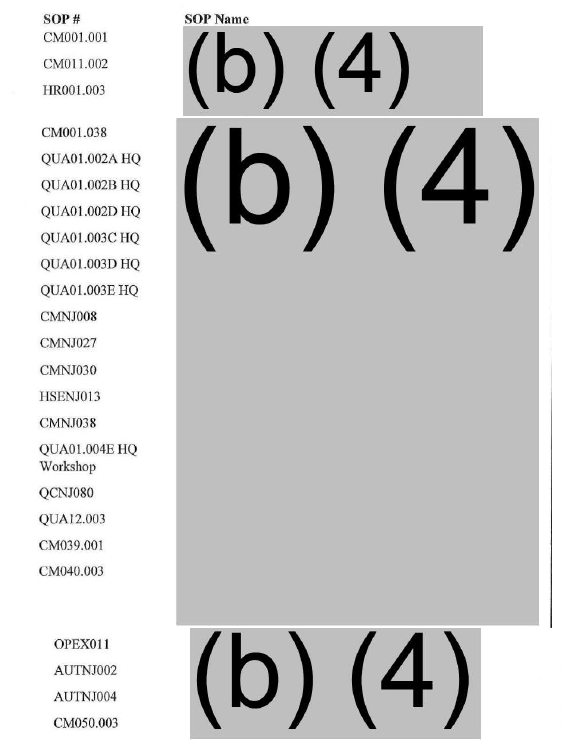 SOP # SOP Name
CM001.001
CM011.002
HR001.003
(b) (4)
CM001.038
QUA01.002A HQ
QUA01.002B HQ
QUA01.002D HQ
QUA01.003C HQ
QUA01.003D HQ
QUA01.003E HQ
CMNJ008
CMNJ027
CMNJ030
HSENJ013
CMNJ038
QUA01.004E HQ
Workshop
QCNJ080
QUA12.003
CM039.001
CM040.003
(b) (4)
OPEX011
AUTNJ002
AUTNJ004
CM050.003
(b) (4)